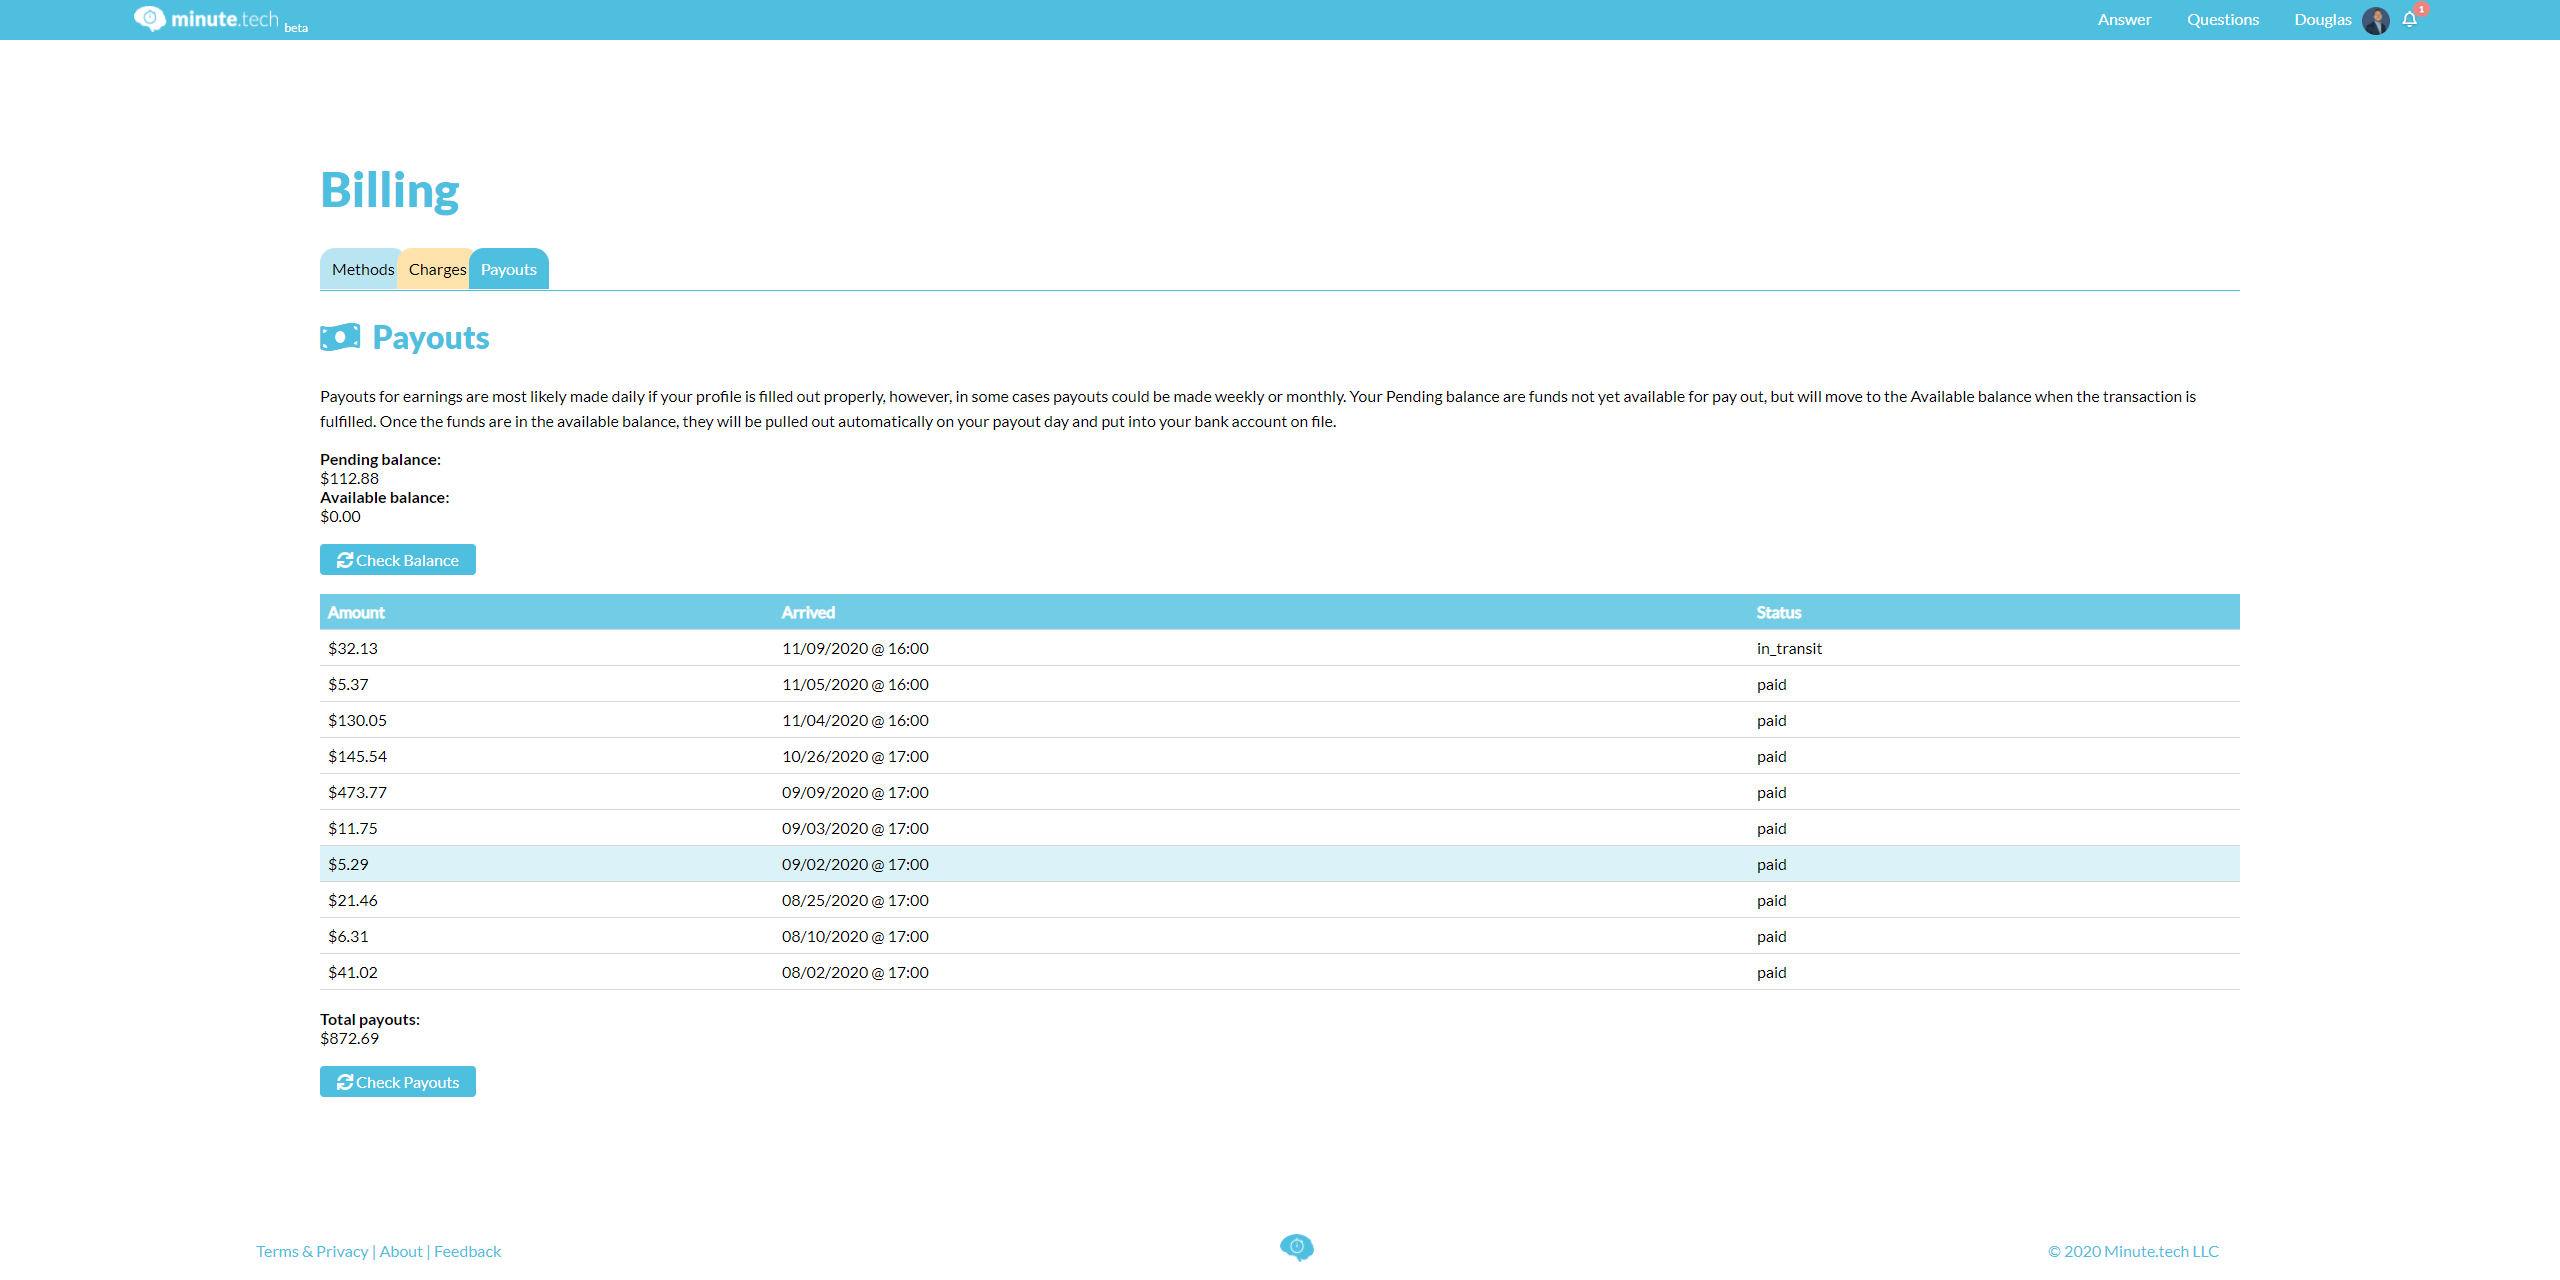 minute.tech beta
Answer Questions Douglas 1
Billing
Methods Charges Payouts
Payouts
Payouts for earnings are most likely made daily if your profile is filled out properly, however, in some cases payouts could be made weekly or monthly. Your Pending balance are funds not yet available for pay out, but will move to the Available balance when the transaction is
fulfilled. Once the funds are in the available balance, they will be pulled out automatically on your payout day and put into your bank account on file.
Pending balance:
$112.88
Available balance:
$0.00
Check Balance
Amount Arrived Status
$32.13 11/09/2020 @ 16:00 in_transit
$5.37 11/05/2020 @ 16:00 paid
$130.05 11/04/2020 @ 16:00 paid
$145.54 10/26/2020 @ 17:00 paid
$473.77 09/09/2020 @ 17:00 paid
$11.75 09/03/2020 @ 17:00 paid
$5.29 09/02/2020 @ 17:00 paid
$21.46 08/25/2020 @ 17:00 paid
$6.31 08/10/2020 @ 17:00 paid
$41.02 08/02/2020 @ 17:00 paid
Total payouts:
$872.69
Check Payouts
Terms & Privacy | About | Feedback
© 2020 Minute.tech LLC